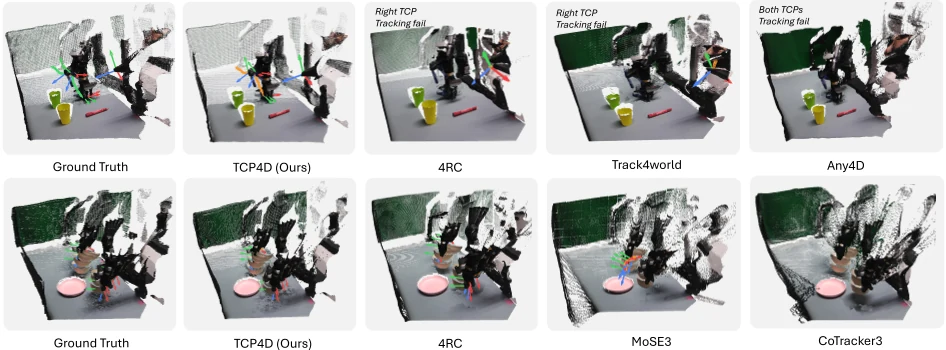 Right TCP
Tracking fail
Right TCP
Tracking fail
Both TCPs
Tracking fail
Ground Truth
TCP4D (Ours)
4RC
Track4world
Any4D
Ground Truth
TCP4D (Ours)
4RC
MoSE3
CoTracker3